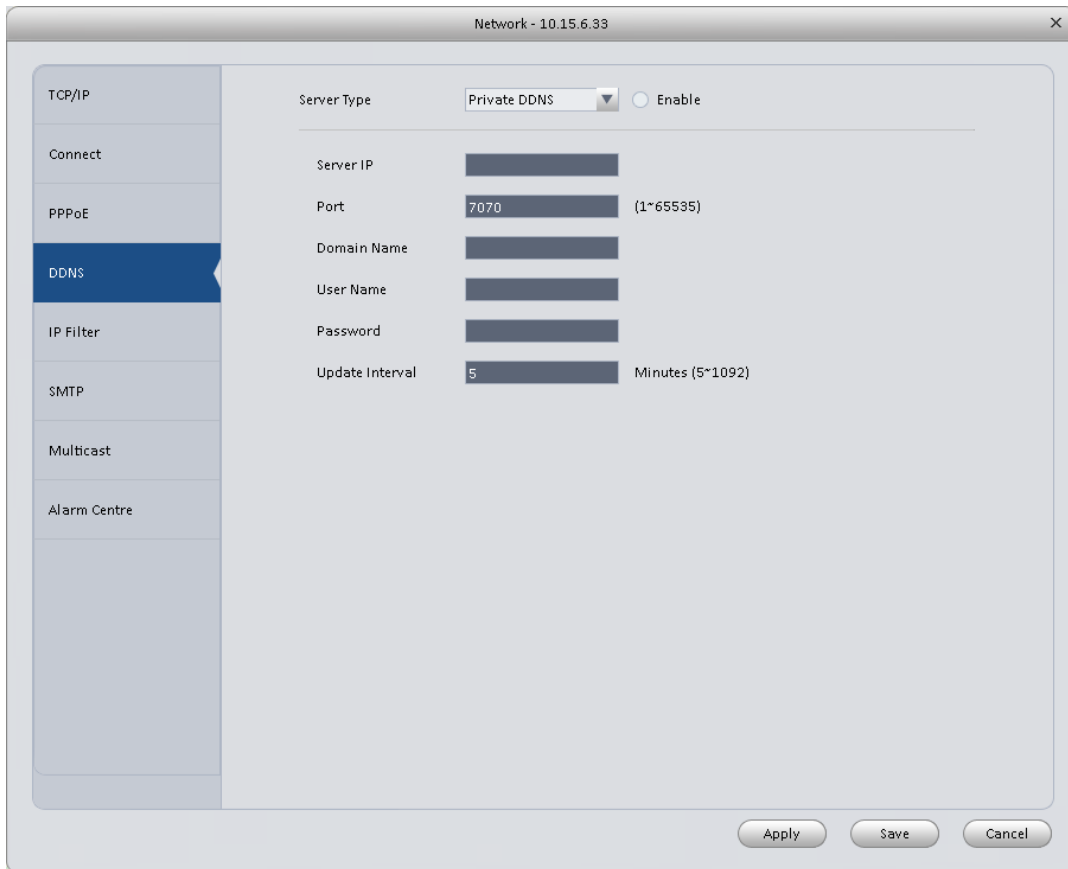 Network - 10.15.6.33
TCP/IP
Connect
PPPoE
DDNS
IP Filter
SMTP
Multicast
Alarm Centre
Server Type Private DDNS Enable
Server IP
Port 7070 (1~65535)
Domain Name
User Name
Password
Update Interval 5 Minutes (5~1092)
Apply Save Cancel